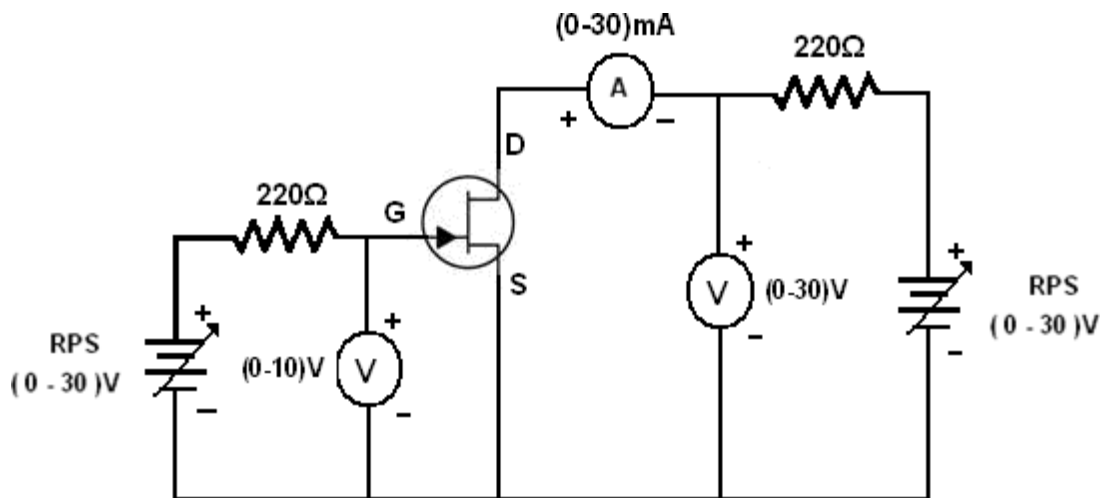 (0-30)mA
220Ω
A
+
−
D
220Ω
G
S
+
V
(0-30)V
−
+
RPS
( 0 - 30 )V
−
+
RPS
( 0 - 30 )V
−
+
(0-10)V
V
−